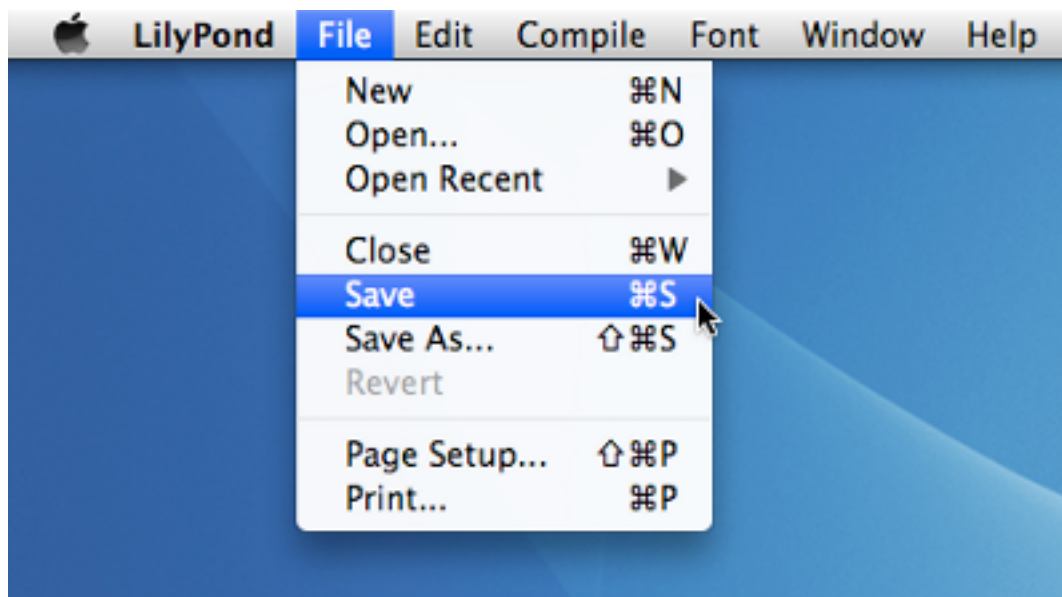 LilyPond File Edit Compile Font Window Help
New ⌘N
Open... ⌘O
Open Recent ▶
Close ⌘W
Save ⌘S
Save As... ⇧⌘S
Revert
Page Setup... ⇧⌘P
Print... ⌘P